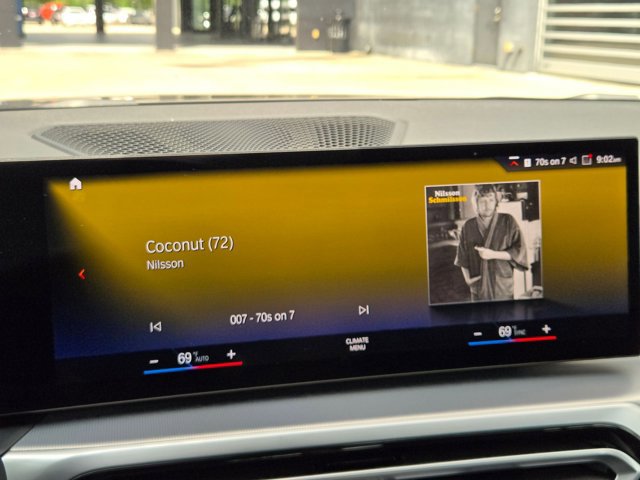 70s on 7
9:02am
Nilsson
Schmilsson
Coconut (72)
Nilsson
007 - 70s on 7
69°F AUTO
CLIMATE
MENU
69°F SYNC